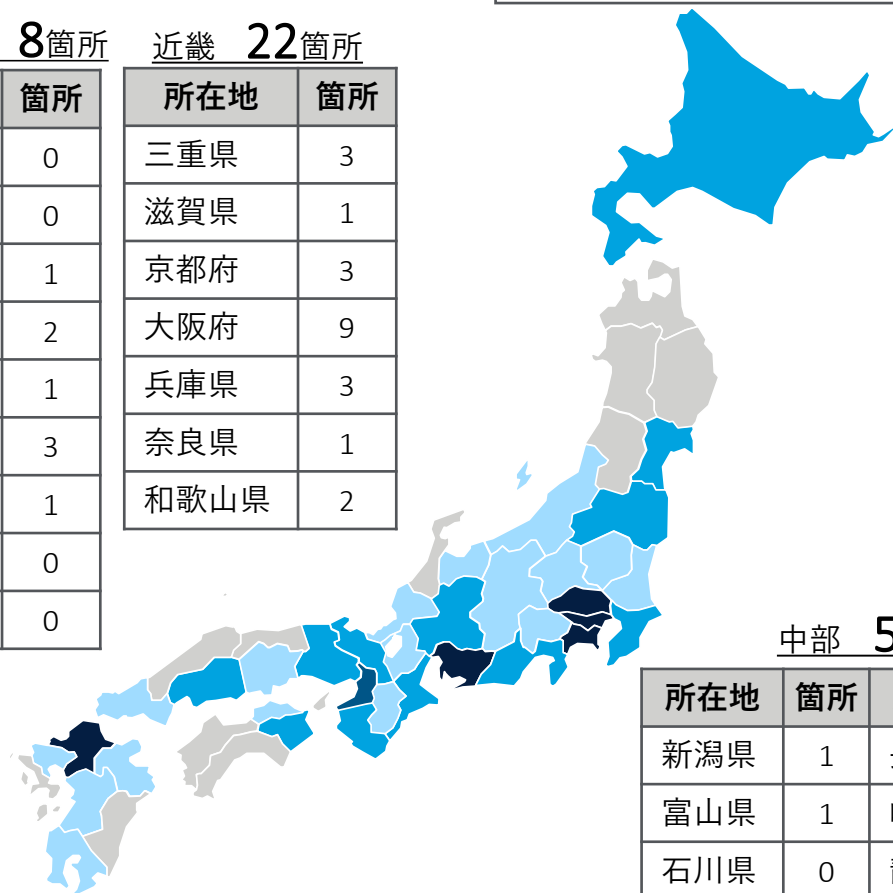 8箇所
箇所
0
0
1
2
1
3
1
0
0
近畿 22箇所
所在地 箇所
三重県 3
滋賀県 1
京都府 3
大阪府 9
兵庫県 3
奈良県 1
和歌山県 2
中部 5
所在地 箇所
新潟県 1
富山県 1
石川県 0